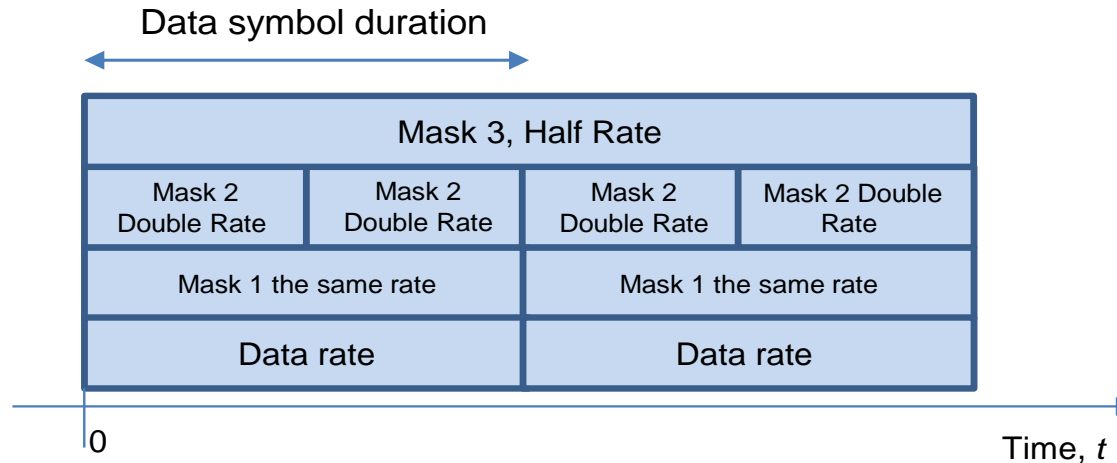 Data symbol duration
Mask 3, Half Rate
Mask 2
Double Rate
Mask 2
Double Rate
Mask 2
Double Rate
Mask 2 Double
Rate
Mask 1 the same rate
Mask 1 the same rate
Data rate
Data rate
0
Time, t